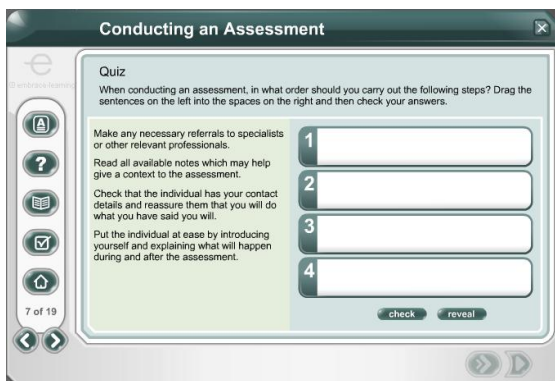 Conducting an Assessment
e
embrace-learning
Quiz
When conducting an assessment, in what order should you carry out the following steps? Drag the
sentences on the left into the spaces on the right and then check your answers.
Make any necessary referrals to specialists
or other relevant professionals.
Read all available notes which may help
give a context to the assessment.
Check that the individual has your contact
details and reassure them that you will do
what you have said you will.
Put the individual at ease by introducing
yourself and explaining what will happen
during and after the assessment.
1
2
3
4
check reveal
A
?
7 of 19